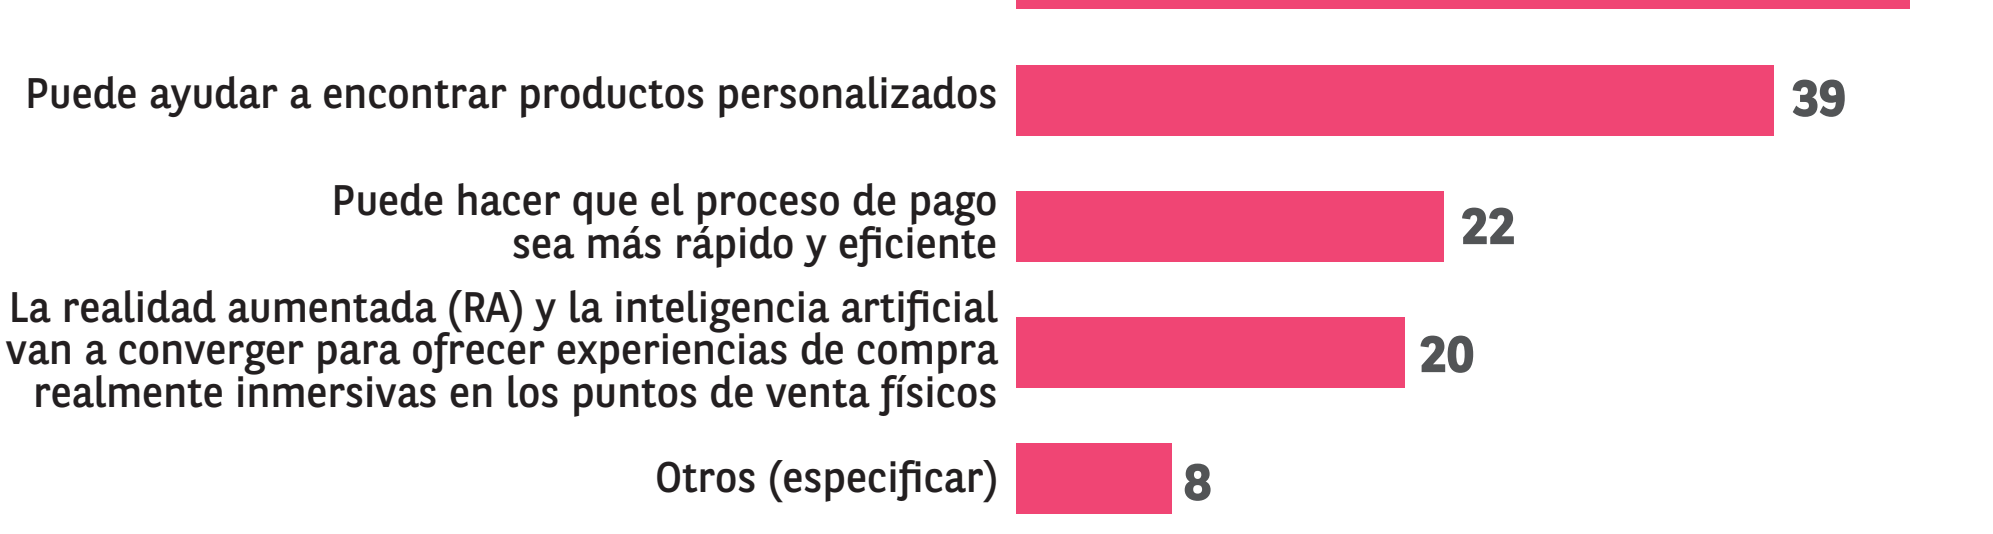 Puede ayudar a encontrar productos personalizados
39
Puede hacer que el proceso de pago
sea más rápido y eficiente
22
La realidad aumentada (RA) y la inteligencia artificial
van a converger para ofrecer experiencias de compra
realmente inmersivas en los puntos de venta físicos
20
Otros (especificar)
8